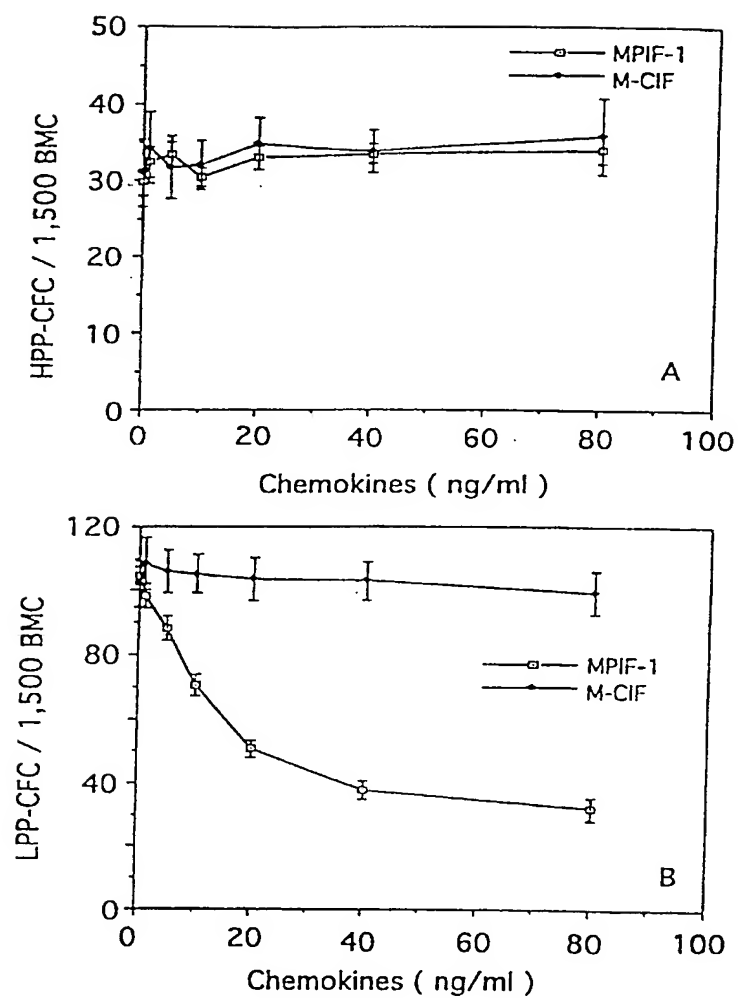 50
MPIF-1
M-CIF
40
30
20
10
0
HPP-CFC / 1,500 BMC
A
0 20 40 60 80 100
Chemokines ( ng/ml )
120
80
MPIF-1
M-CIF
40
0
LPP-CFC / 1,500 BMC
B
0 20 40 60 80 100
Chemokines ( ng/ml )